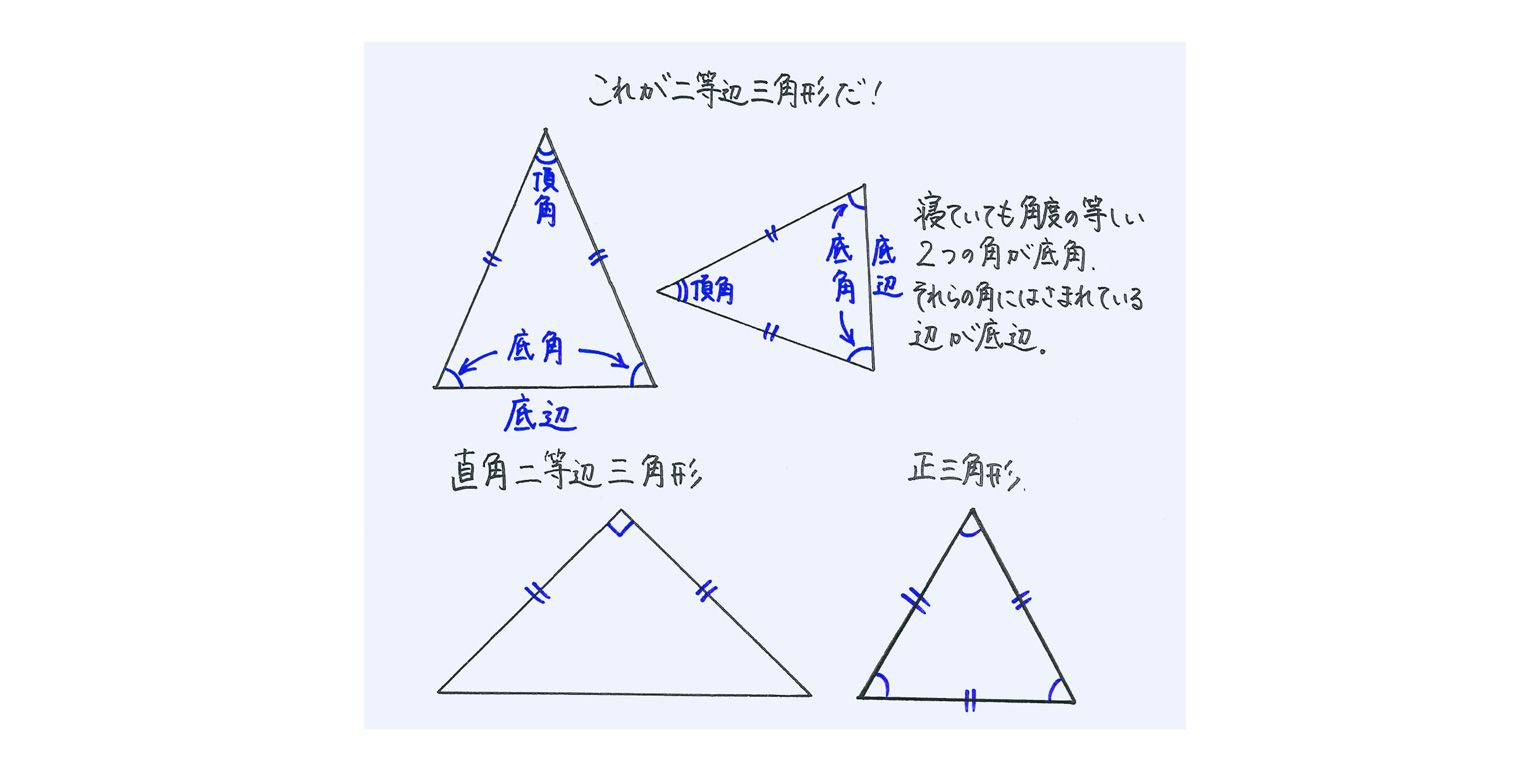 これが二等辺三角形だ!
頂
角
底角
底辺
頂角
底
角
底
辺
寝ていても角度の等しい
2つの角が底角.
それらの角にはさまれている
辺が底辺.
直角二等辺三角形
正三角形.